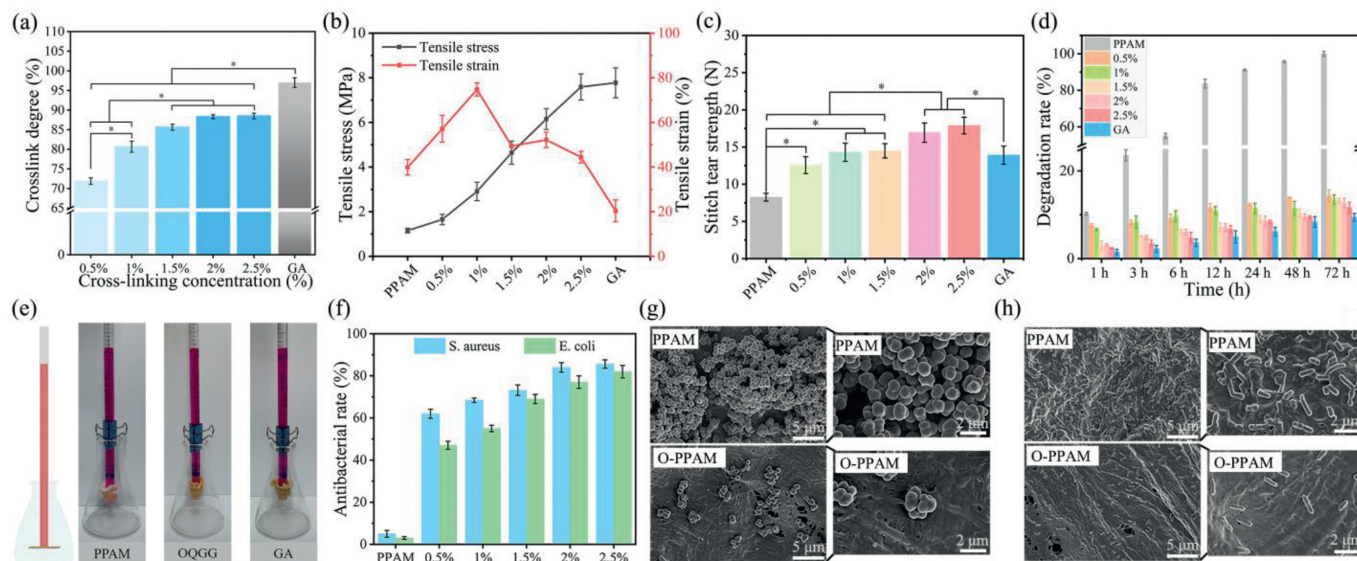 (a)
110
105
100
95
90
85
80
75
70
65
0
Crosslink degree (%)
*
*
*
0.5%
1%
1.5%
2%
2.5%
GA
Cross-linking concentration (%)
(b)
10
8
6
4
2
0
Tensile stress (MPa)
Tensile stress
Tensile strain
100
80
60
40
20
0
Tensile strain (%)
PPAM
0.5%
1%
1.5%
2%
2.5%
GA
(c)
30
25
20
15
10
5
0
Stitch tear strength (N)
*
*
*
*
PPAM
0.5%
1%
1.5%
2%
2.5%
GA
(d)
100
80
60
10
0
Degradation rate (%)
PPAM
0.5%
1%
1.5%
2%
2.5%
GA
1 h
3 h
6 h
12 h
24 h
48 h
72 h
Time (h)
(e)
PPAM
OQGG
GA
(f)
100
80
60
40
20
0
Antibacterial rate (%)
S. aureus
E. coli
PPAM
0.5%
1%
1.5%
2%
2.5%
(g)
PPAM
5 μm
PPAM
2 μm
O-PPAM
5 μm
O-PPAM
2 μm
(h)
PPAM
5 μm
PPAM
2 μm
O-PPAM
5 μm
O-PPAM
2 μm